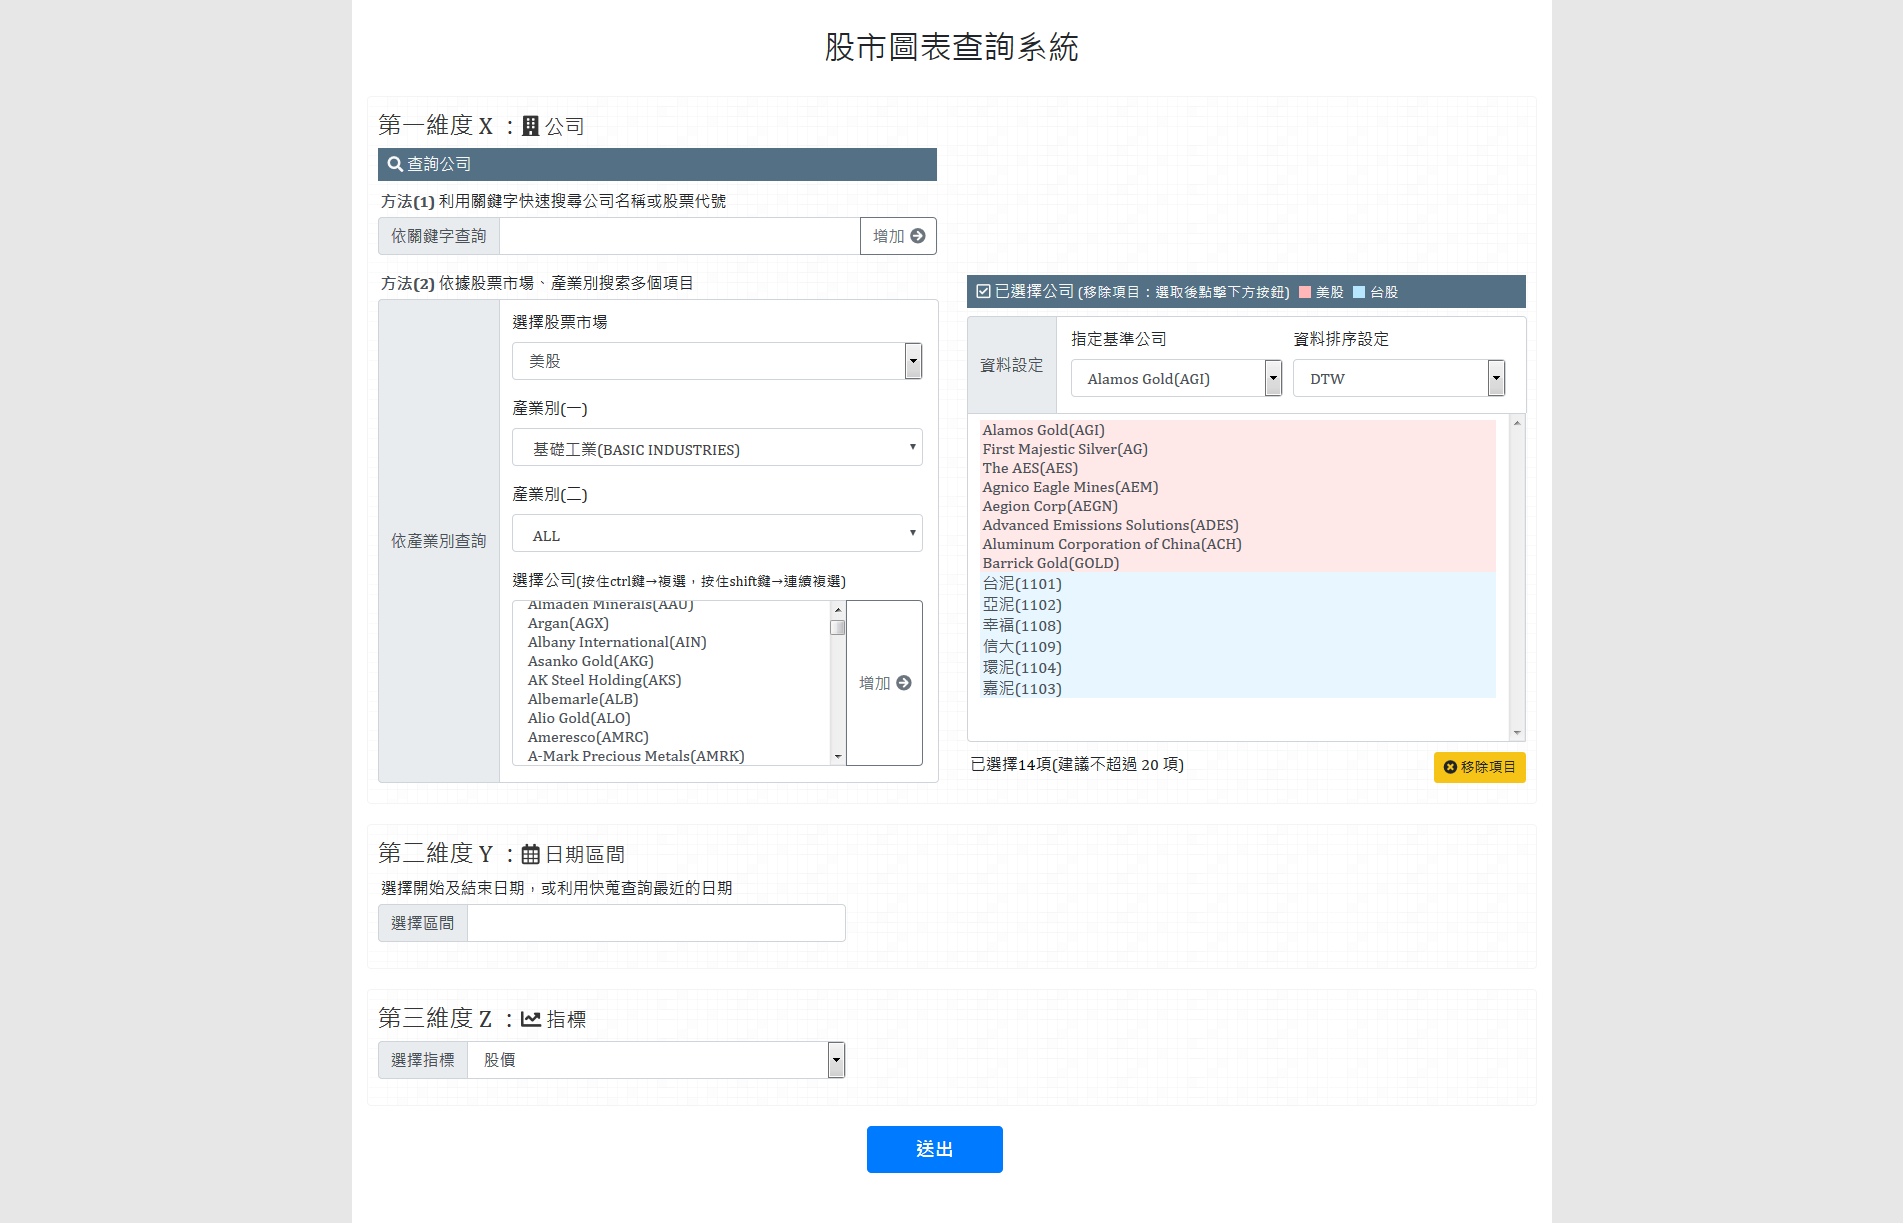 股市圖表查詢系統
第一維度 X ： 公司
查詢公司
方法(1) 利用關鍵字快速搜尋公司名稱或股票代號
依關鍵字查詢
增加
方法(2) 依據股票市場、產業別搜索多個項目
依產業別查詢
選擇股票市場
美股
產業別(一)
基礎工業(BASIC INDUSTRIES)
產業別(二)
ALL
選擇公司(按住ctrl鍵→複選，按住shift鍵→連續複選)
Almaden Minerals(AAU)
Argan(AGX)
Albany International(AIN)
Asanko Gold(AKG)
AK Steel Holding(AKS)
Albemarle(ALB)
Alio Gold(ALO)
Ameresco(AMRC)
A-Mark Precious Metals(AMRK)
增加
已選擇公司 (移除項目：選取後點擊下方按鈕) 美股 台股
資料設定
指定基準公司
Alamos Gold(AGI)
資料排序設定
DTW
Alamos Gold(AGI)
First Majestic Silver(AG)
The AES(AES)
Agnico Eagle Mines(AEM)
Aegion Corp(AEGN)
Advanced Emissions Solutions(ADES)
Aluminum Corporation of China(ACH)
Barrick Gold(GOLD)
台泥(1101)
亞泥(1102)
幸福(1108)
信大(1109)
環泥(1104)
嘉泥(1103)
已選擇14項(建議不超過 20 項)
移除項目
第二維度 Y ： 日期區間
選擇開始及結束日期，或利用快蒐查詢最近的日期
選擇區間
第三維度 Z ： 指標
選擇指標
股價
送出